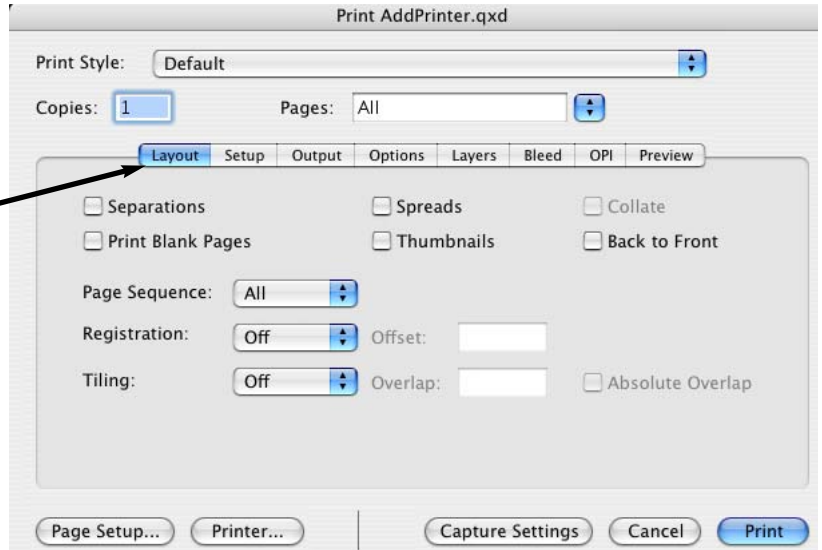 Print AddPrinter.qxd
Print Style: Default
Copies: 1 Pages: All
Layout Setup Output Options Layers Bleed OPI Preview
Separations Spreads Collate
Print Blank Pages Thumbnails Back to Front
Page Sequence: All
Registration: Off Offset:
Tiling: Off Overlap: Absolute Overlap
Page Setup... Printer... Capture Settings Cancel Print